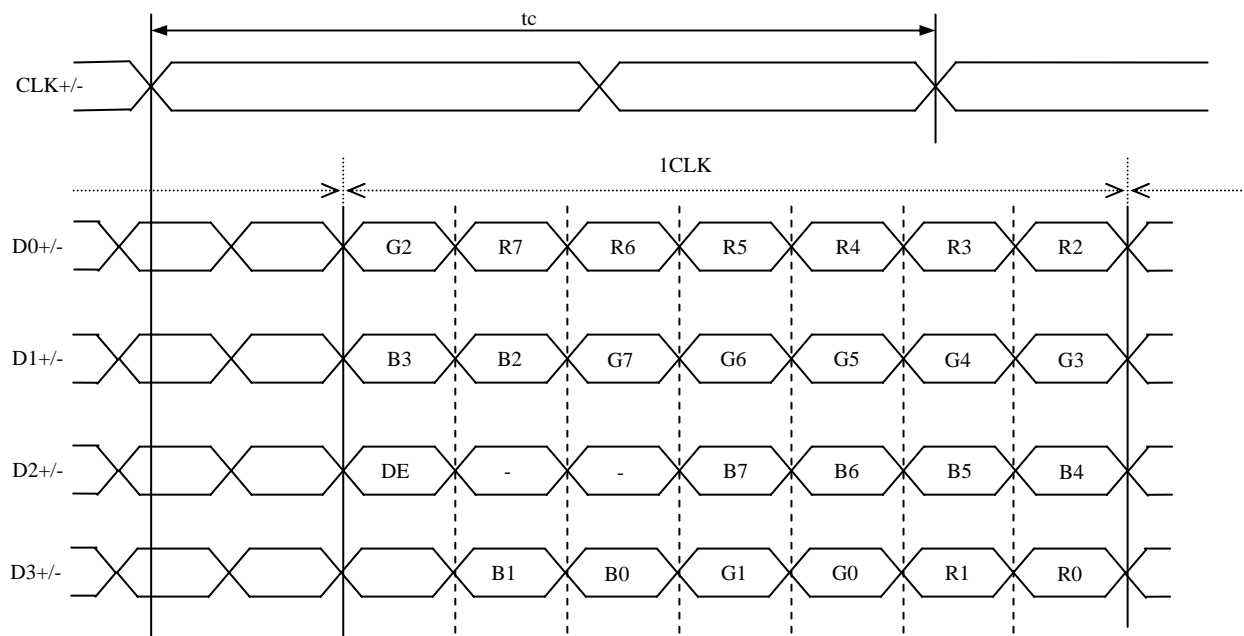 tc
CLK+/-
1CLK
D0+/- G2 R7 R6 R5 R4 R3 R2
D1+/- B3 B2 G7 G6 G5 G4 G3
D2+/- DE - - B7 B6 B5 B4
D3+/- B1 B0 G1 G0 R1 R0